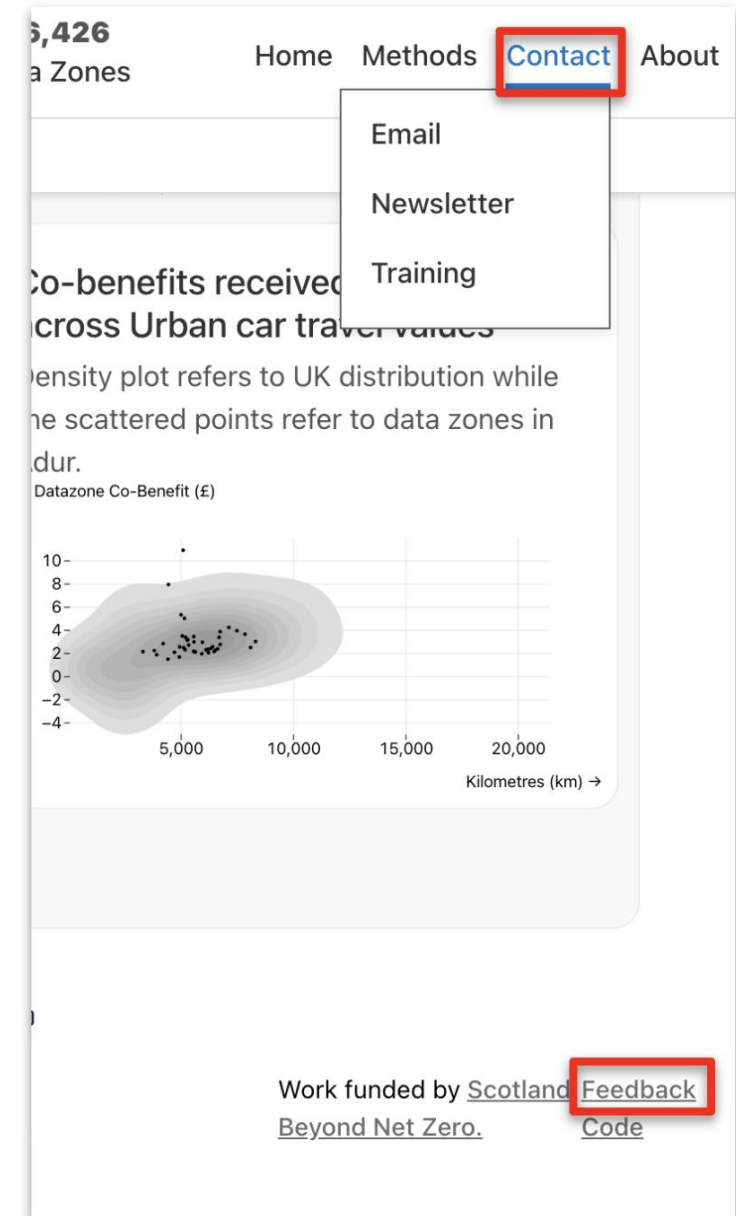 6,426
a Zones
Home Methods Contact About
Email
Newsletter
Training
Co-benefits received
across Urban car travel values
Density plot refers to UK distribution while
the scattered points refer to data zones in
Adur.
Datazone Co-Benefit (£)
10
8
6
4
2
0
−2
−4
5,000 10,000 15,000 20,000
Kilometres (km) →
Work funded by Scotland
Beyond Net Zero.
Feedback
Code